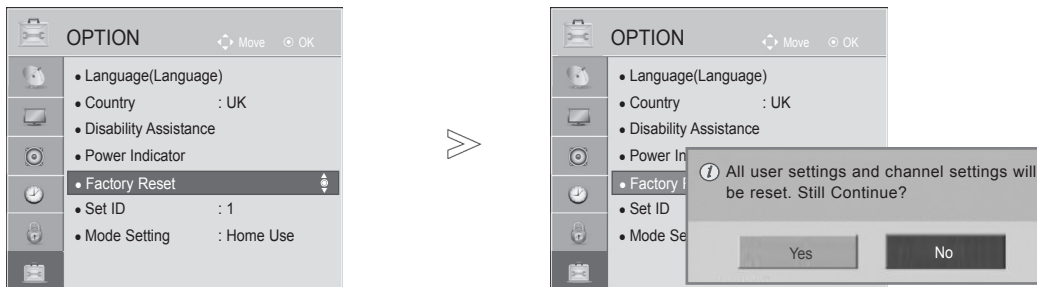 OPTION
Move OK
• Language(Language)
• Country : UK
• Disability Assistance
• Power Indicator
• Factory Reset
• Set ID : 1
• Mode Setting : Home Use
OPTION
Move OK
• Language(Language)
• Country : UK
• Disability Assistance
• Power In
• Factory R
• Set ID
• Mode Se
All user settings and channel settings will
be reset. Still Continue?
Yes No